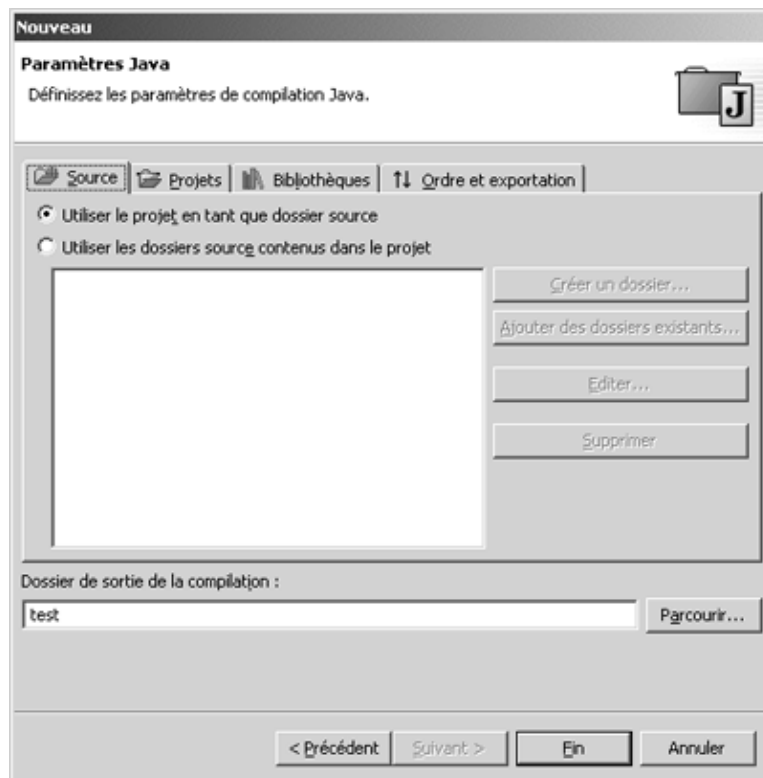 Nouveau
Paramètres Java
Définissez les paramètres de compilation Java.
J
Source Projets Bibliothèques Ordre et exportation
Utiliser le projet en tant que dossier source
Utiliser les dossiers source contenus dans le projet
Créer un dossier...
Ajouter des dossiers existants...
Editer...
Supprimer
Dossier de sortie de la compilation :
test
Parcourir...
< Précédent Suivant > Fin Annuler